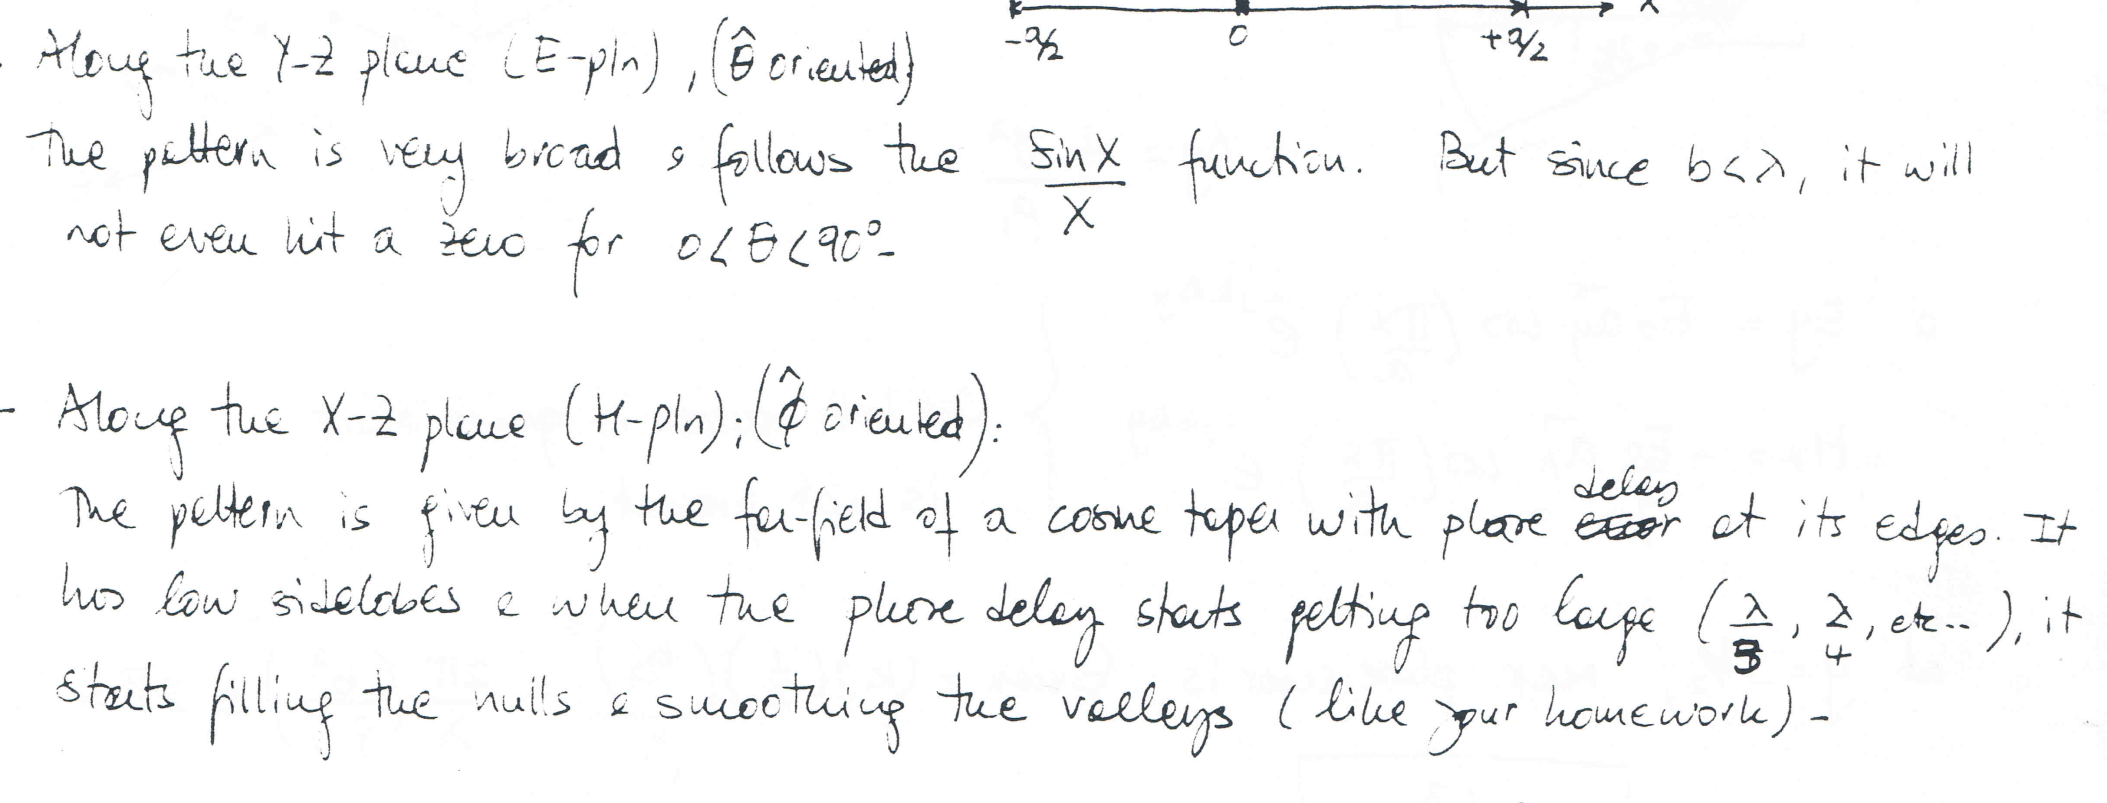 -a/2 0 +a/2 x
- Along the Y-Z plane (E-pln), (θ̂ oriented)
The pattern is very broad & follows the sin X / X function. But since b<λ, it will
not even hit a zero for 0<θ<90°-
- Along the X-Z plane (H-pln); (φ̂ oriented):
delay
The pattern is given by the far-field of a cosine taper with phase error at its edges. It
has low sidelobes & when the phase delay starts getting too large (λ/3, λ/4, etc...), it
starts filling the nulls & smoothing the valleys (like your homework)-